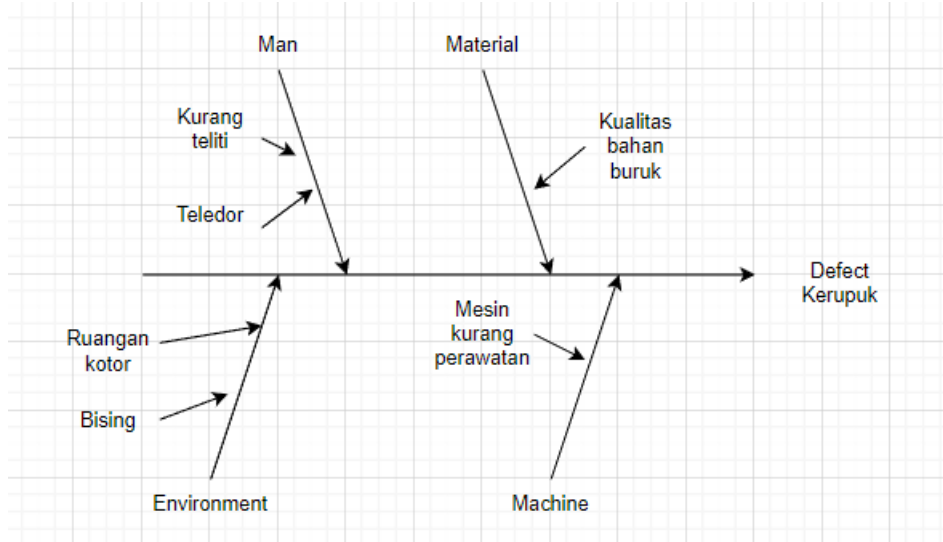 Man
Material
Kurang
teliti
Kualitas
bahan
buruk
Teledor
Defect
Kerupuk
Mesin
kurang
perawatan
Ruangan
kotor
Bising
Environment
Machine